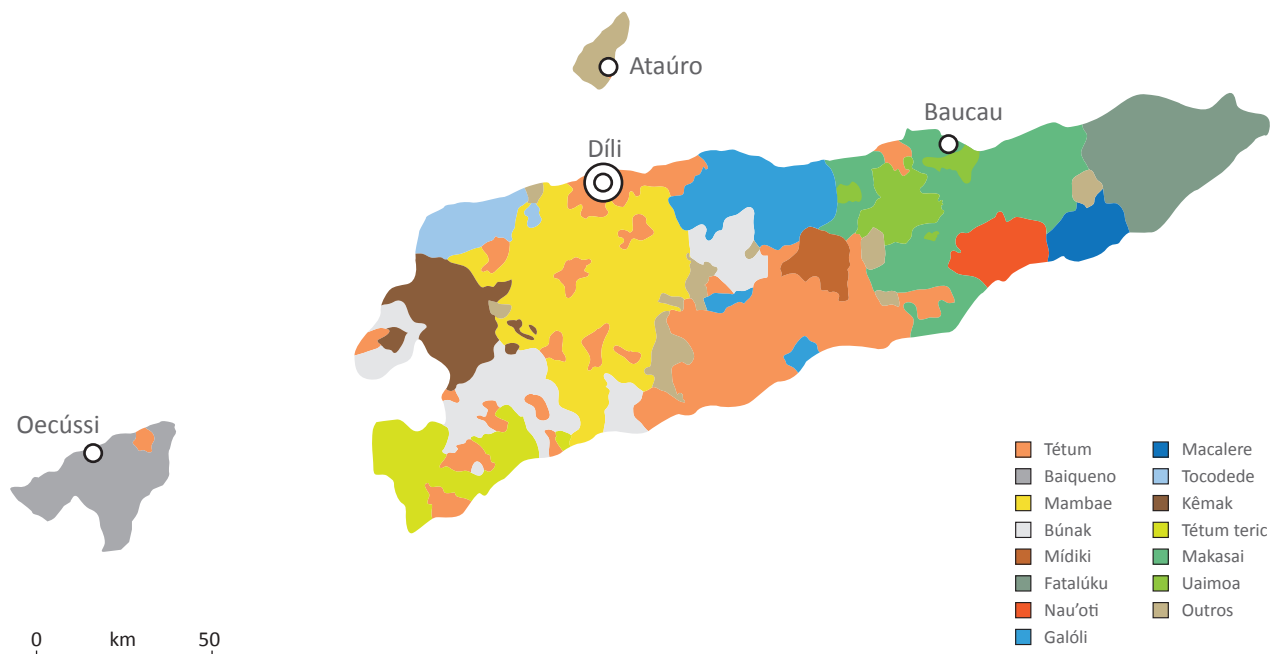 Ataúro
Baucau
Díli
Oecússi
Tétum
Baiqueno
Mambae
Búnak
Mídiki
Fatalúku
Nau'oti
Galóli
Macalere
Tocodede
Kêmak
Tétum teric
Makasai
Uaimoa
Outros
0 km 50